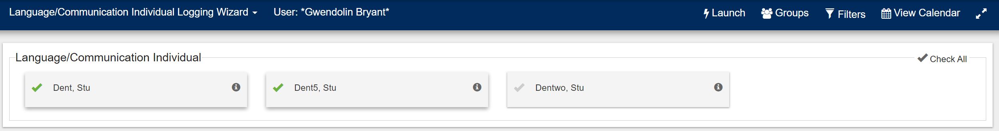 Language/Communication Individual Logging Wizard User: *Gwendolin Bryant* Launch Groups Filters View Calendar
Language/Communication Individual Check All
Dent, Stu Dent5, Stu Dentwo, Stu